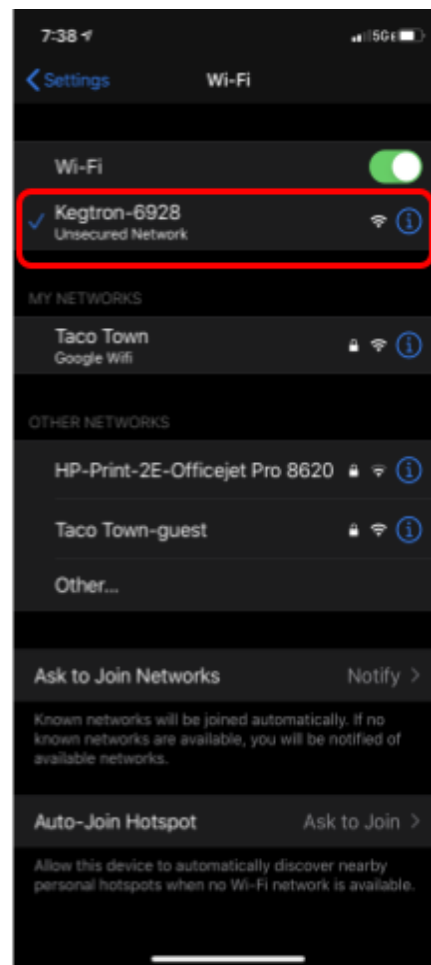 7:38
5GE
Settings
Wi-Fi
Wi-Fi
Kegtron-6928
Unsecured Network
MY NETWORKS
Taco Town
Google Wifi
OTHER NETWORKS
HP-Print-2E-Officejet Pro 8620
Taco Town-guest
Other...
Ask to Join Networks Notify
Known networks will be joined automatically. If no
known networks are available, you will be notified of
available networks.
Auto-Join Hotspot Ask to Join
Allow this device to automatically discover nearby
personal hotspots when no Wi-Fi network is available.